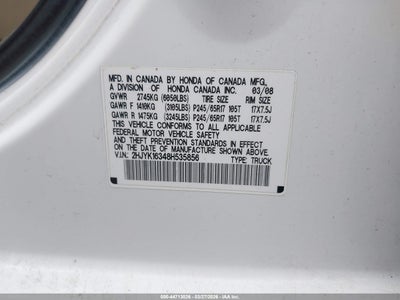 MFD. IN CANADA BY HONDA OF CANADA MFG.,
A DIVISION OF HONDA CANADA INC. 03/08
GVWR 2745KG (6050LBS) TIRE SIZE RIM SIZE
GAWR F 1410KG (3105LBS) P245/65R17 105T 17X7.5J
GAWR R 1475KG (3245LBS) P245/65R17 105T 17X7.5J
THIS VEHICLE CONFORMS TO ALL APPLICABLE
FEDERAL MOTOR VEHICLE SAFETY
AND THEFT PREVENTION STANDARDS IN EFFECT
ON THE DATE OF MANUFACTURE SHOWN ABOVE.
V.I.N: 2HJYK16348H535856 TYPE: TRUCK